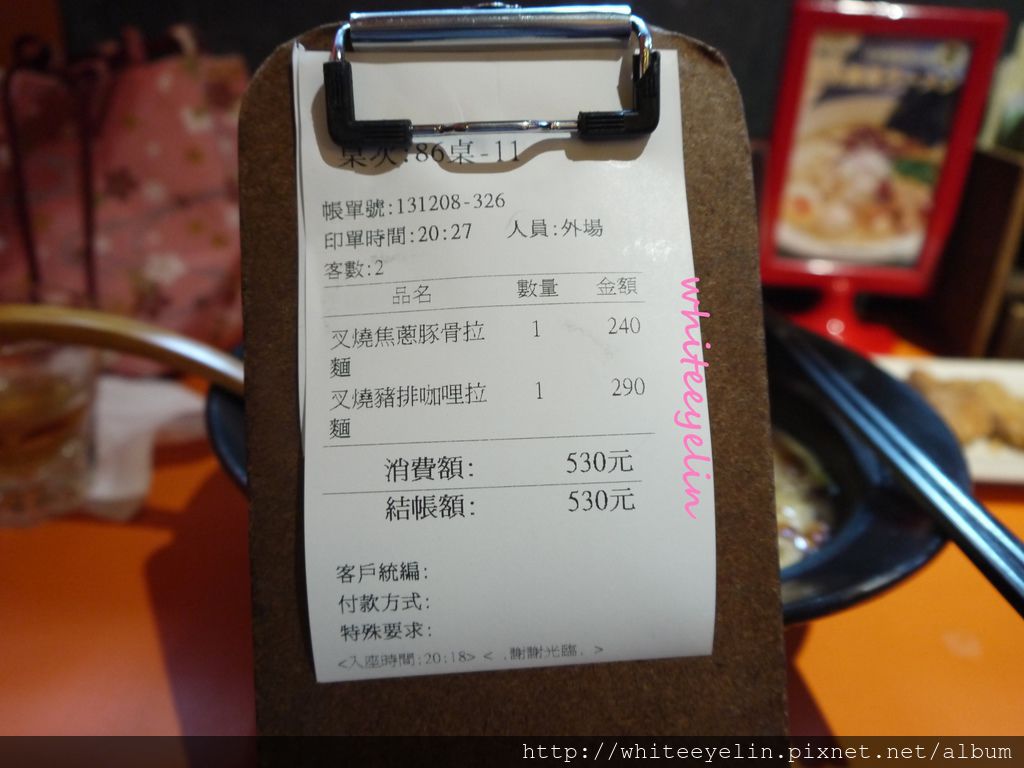 桌次:86桌-11
帳單號:131208-326
印單時間:20:27 人員:外場
客數:2
品名 數量 金額
叉燒焦蔥豚骨拉 1 240
麵
叉燒豬排咖哩拉 1 290
麵
消費額: 530元
結帳額: 530元
客戶統編:
付款方式:
特殊要求:
<入座時間:20:18> < .謝謝光臨. >
whiteeyelin
http://whiteeyelin.pixnet.net/album